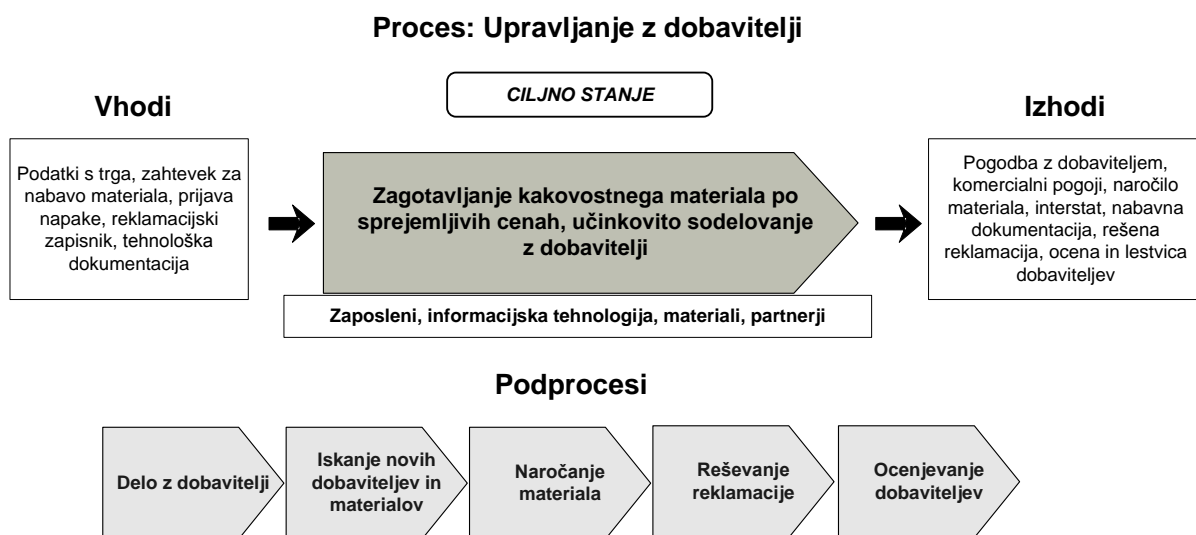 Proces: Upravljanje z dobavitelji
CILJNO STANJE
Vhodi
Podatki s trga, zahtevek za
nabavo materiala, prijava
napake, reklamacijski
zapisnik, tehnološka
dokumentacija
Zagotavljanje kakovostnega materiala po
sprejemljivih cenah, učinkovito sodelovanje
z dobavitelji
Zaposleni, informacijska tehnologija, materiali, partnerji
Izhodi
Pogodba z dobaviteljem,
komercialni pogoji, naročilo
materiala, interstat, nabavna
dokumentacija, rešena
reklamacija, ocena in lestvica
dobaviteljev
Podprocesi
Delo z dobavitelji
Iskanje novih
dobaviteljev in
materialov
Naročanje
materiala
Reševanje
reklamacije
Ocenjevanje
dobaviteljev